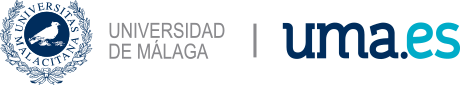 UNIVERSITAS
MALACITANA
UNIVERSIDAD
DE MÁLAGA
uma.es